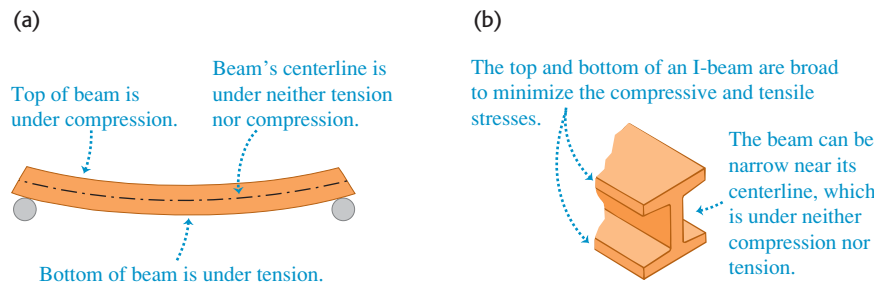 (a)
Top of beam is
under compression.
Beam's centerline is
under neither tension
nor compression.
Bottom of beam is under tension.
(b)
The top and bottom of an I-beam are broad
to minimize the compressive and tensile
stresses.
The beam can be
narrow near its
centerline, which
is under neither
compression nor
tension.